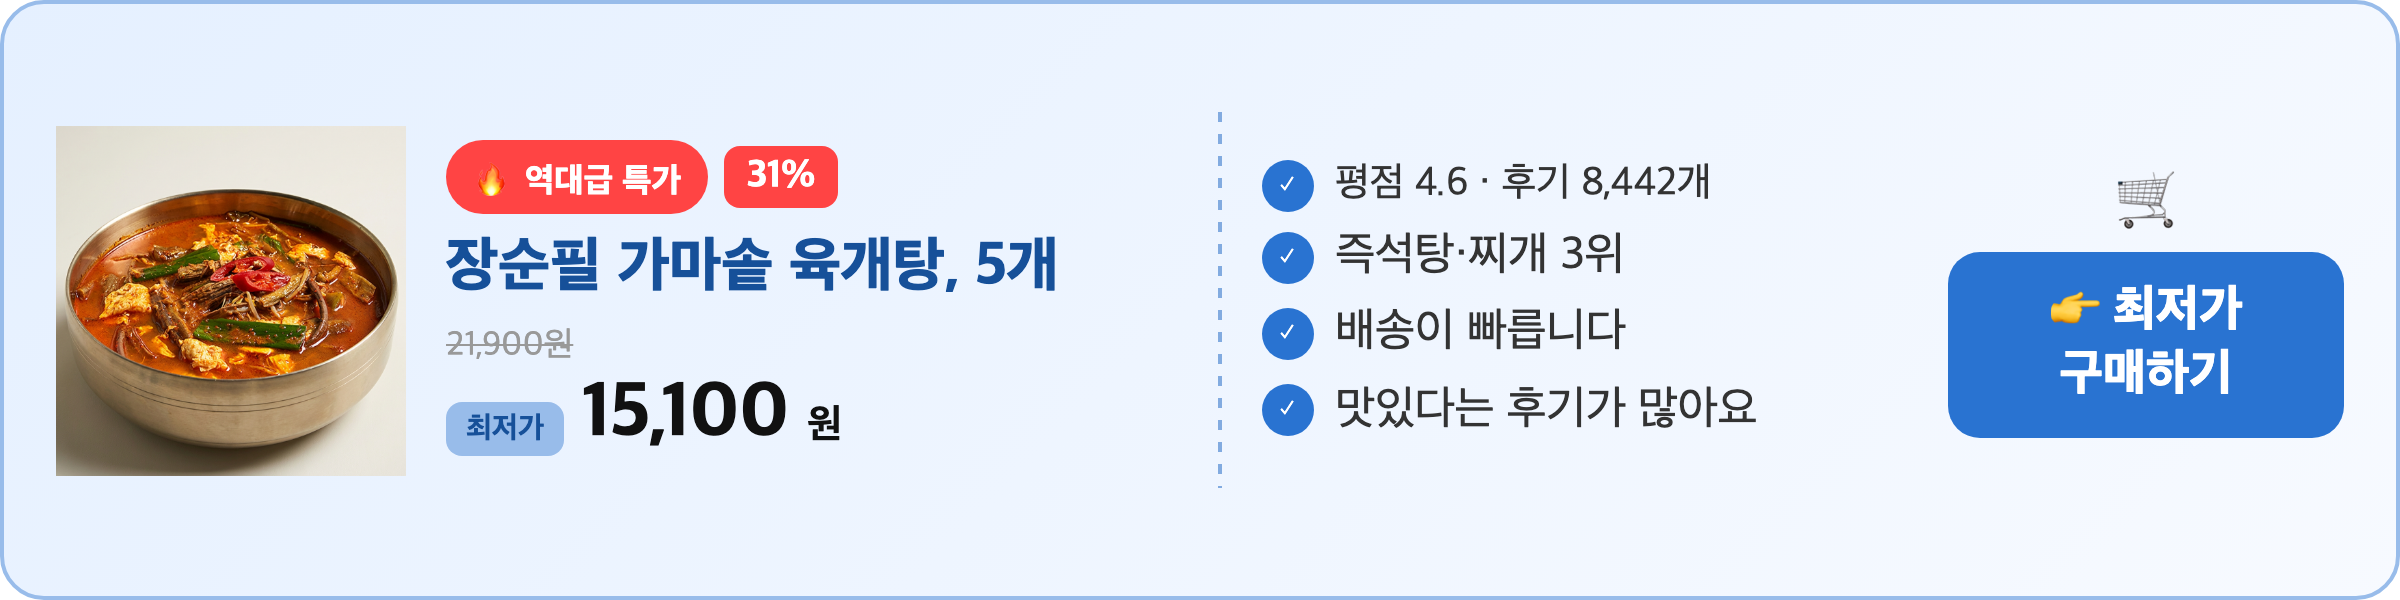 🔥 역대급 특가 31%
장순필 가마솥 육개탕, 5개
21,900원
최저가 15,100 원
✓ 평점 4.6 · 후기 8,442개
✓ 즉석탕·찌개 3위
✓ 배송이 빠릅니다
✓ 맛있다는 후기가 많아요
👉 최저가
구매하기